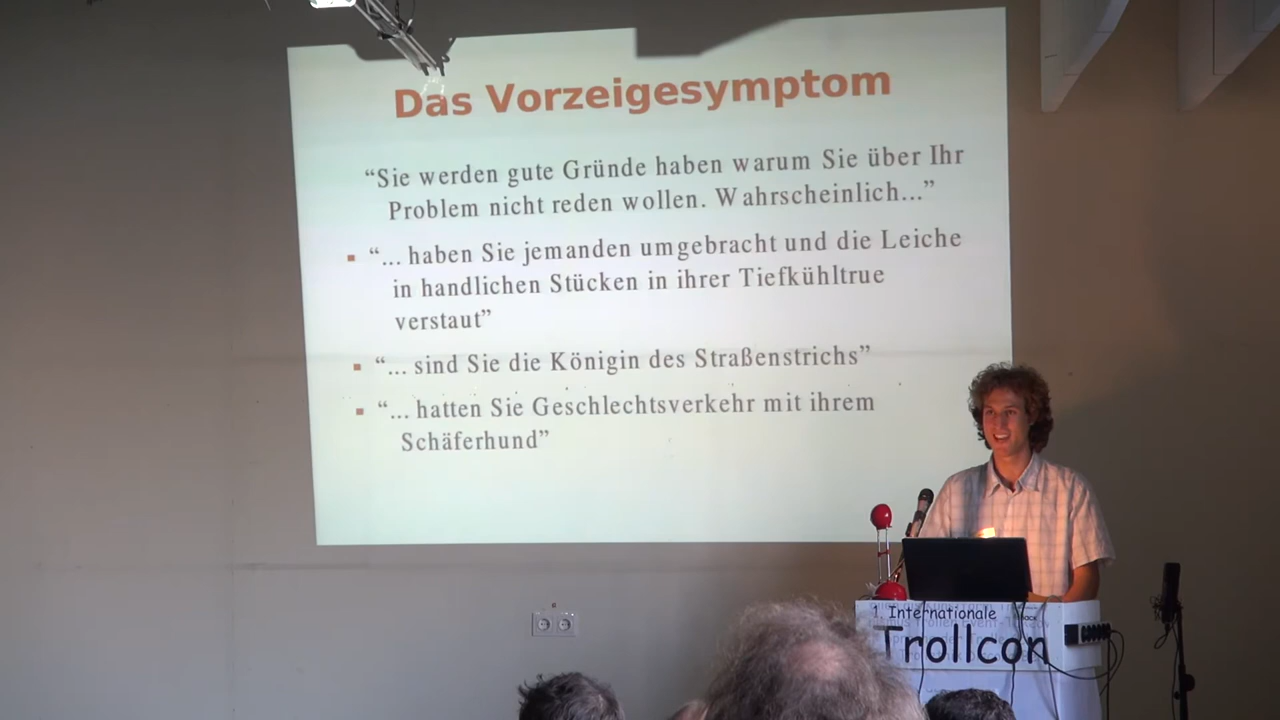 Das Vorzeigesymptom
“Sie werden gute Gründe haben warum Sie über Ihr
Problem nicht reden wollen. Wahrscheinlich...”
“... haben Sie jemanden umgebracht und die Leiche
in handlichen Stücken in ihrer Tiefkühltrue
verstaut”
“... sind Sie die Königin des Straßenstrichs”
“... hatten Sie Geschlechtsverkehr mit ihrem
Schäferhund”
1. Internationale
Trollcon